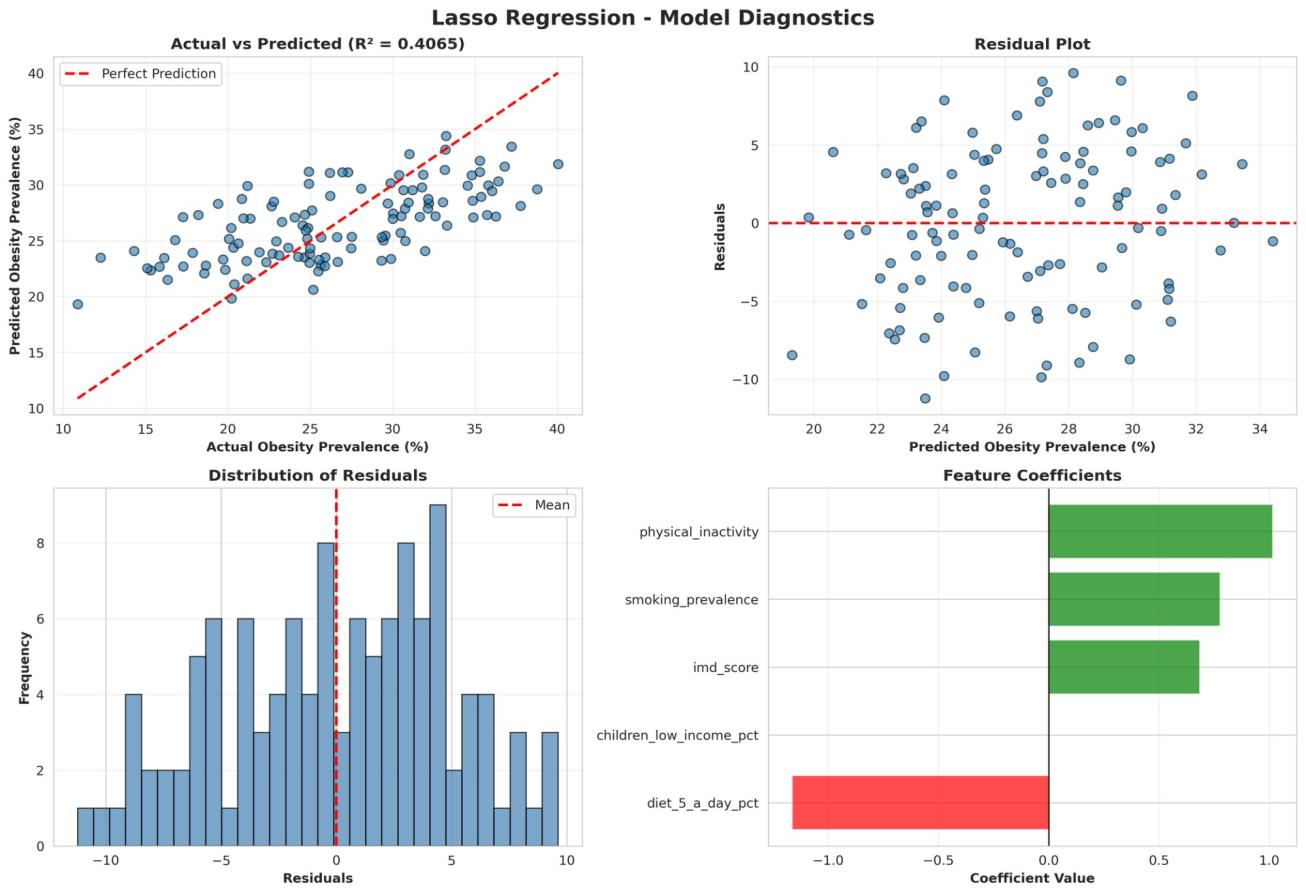 Lasso Regression - Model Diagnostics
Actual vs Predicted (R² = 0.4065)
Perfect Prediction
Predicted Obesity Prevalence (%)
40
35
30
25
20
15
10
10 15 20 25 30 35 40
Actual Obesity Prevalence (%)
Residual Plot
Residuals
10
5
0
−5
−10
20 22 24 26 28 30 32 34
Predicted Obesity Prevalence (%)
Distribution of Residuals
Mean
Frequency
8
6
4
2
0
−10 −5 0 5 10
Residuals
Feature Coefficients
physical_inactivity
smoking_prevalence
imd_score
children_low_income_pct
diet_5_a_day_pct
−1.0 −0.5 0.0 0.5 1.0
Coefficient Value